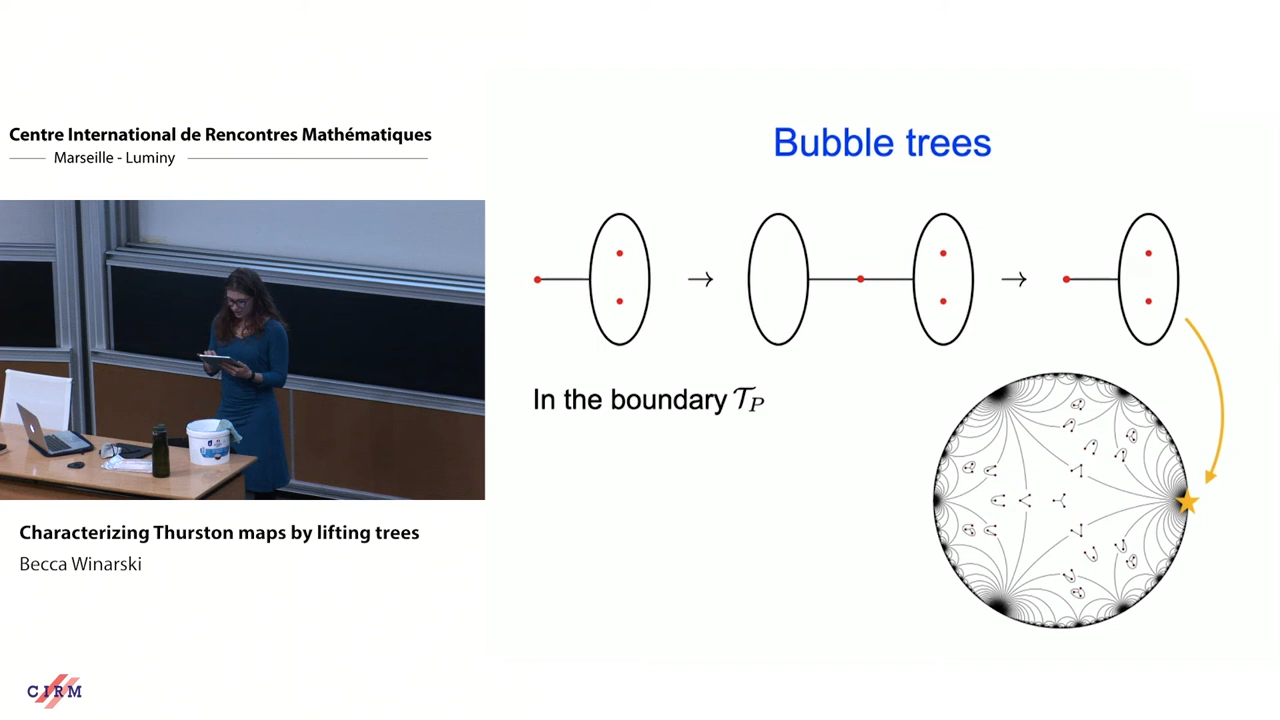 Centre International de Rencontres Mathématiques
Marseille - Luminy
Bubble trees
→
→
In the boundary 𝒯_P
Characterizing Thurston maps by lifting trees
Becca Winarski
CIRM